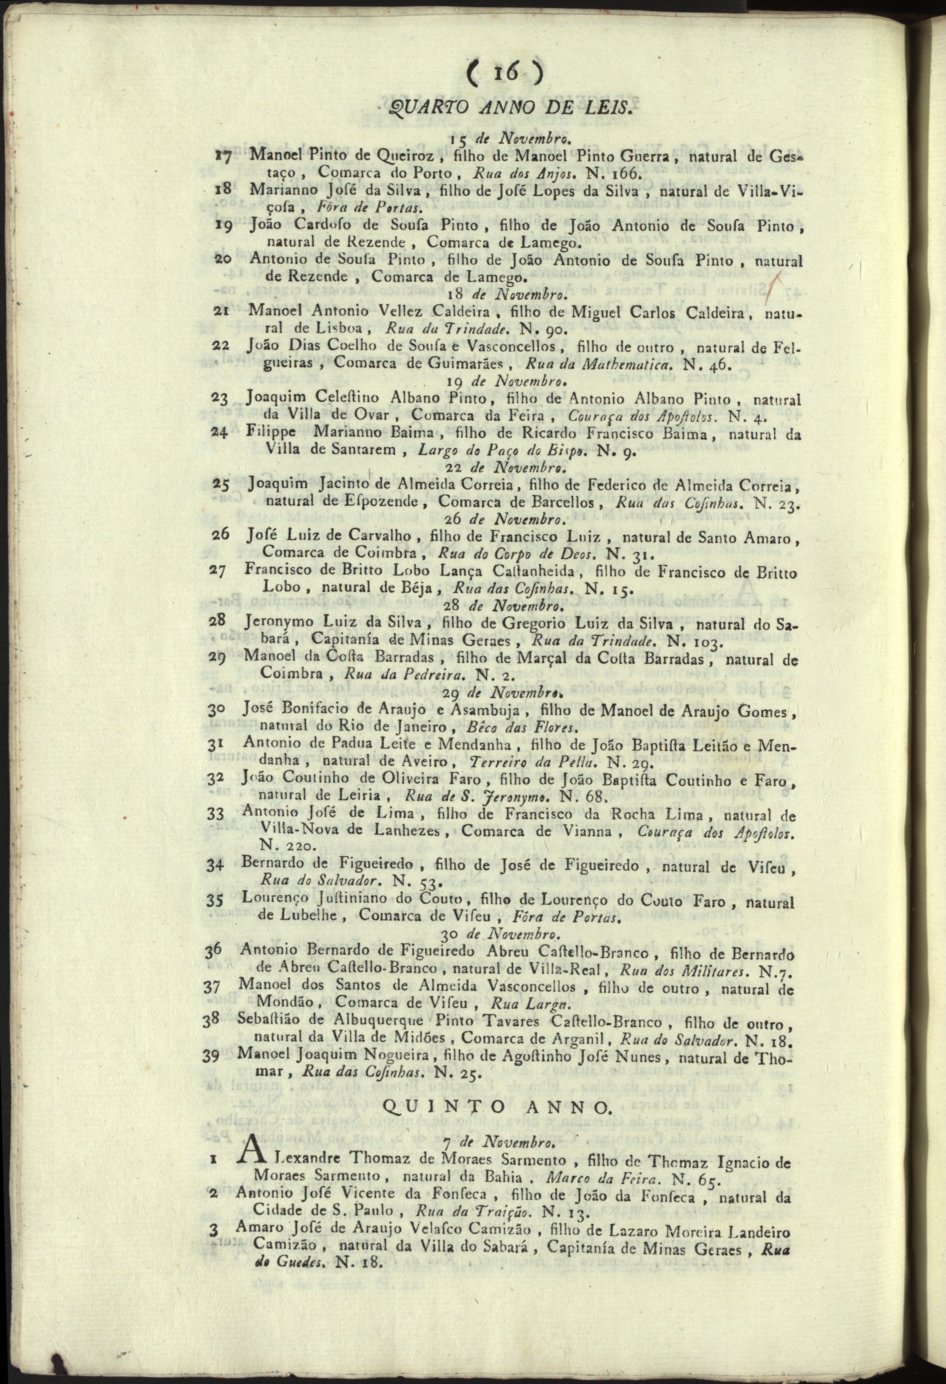 ( 16 )
QUARTO ANNO DE LEIS.
15 de Novembro.
17 Manoel Pinto de Queiroz , filho de Manoel Pinto Guerra , natural de Ges-
taço , Comarca do Porto , Rua dos Anjos. N. 166.
18 Marianno Joſé da Silva , filho de Joſé Lopes da Silva , natural de Villa-Vi-
çoſa , Fóra de Portas.
19 João Cardoſo de Souſa Pinto , filho de João Antonio de Souſa Pinto ,
natural de Rezende , Comarca de Lamego.
20 Antonio de Souſa Pinto , filho de João Antonio de Souſa Pinto , natural
de Rezende , Comarca de Lamego.
18 de Novembro.
21 Manoel Antonio Vellez Caldeira , filho de Miguel Carlos Caldeira , natu-
ral de Lisboa , Rua da Trindade. N. 90.
22 João Dias Coelho de Souſa e Vasconcellos , filho de outro , natural de Fel-
gueiras , Comarca de Guimarães , Rua da Mathematica. N. 46.
19 de Novembro.
23 Joaquim Celeſtino Albano Pinto , filho de Antonio Albano Pinto , natural
da Villa de Ovar , Comarca da Feira , Couraça dos Apoſtolos. N. 4.
24 Filippe Marianno Baima , filho de Ricardo Francisco Baima , natural da
Villa de Santarem , Largo do Paço do Biſpo. N. 9.
22 de Novembro.
25 Joaquim Jacinto de Almeida Correia , filho de Federico de Almeida Correia ,
natural de Eſpozende , Comarca de Barcellos , Rua das Coſinhas. N. 23.
26 de Novembro.
26 Joſé Luiz de Carvalho , filho de Francisco Luiz , natural de Santo Amaro ,
Comarca de Coimbra , Rua do Corpo de Deos. N. 31.
27 Francisco de Britto Lobo Lança Caſtanheida , filho de Francisco de Britto
Lobo , natural de Béja , Rua das Coſinhas. N. 15.
28 de Novembro.
28 Jeronymo Luiz da Silva , filho de Gregorio Luiz da Silva , natural do Sa-
bará , Capitanía de Minas Geraes , Rua da Trindade. N. 103.
29 Manoel da Coſta Barradas , filho de Marçal da Coſta Barradas , natural de
Coimbra , Rua da Pedreira. N. 2.
29 de Novembro.
30 José Bonifacio de Araujo e Asambuja , filho de Manoel de Araujo Gomes ,
natural do Rio de Janeiro , Bêco das Flores.
31 Antonio de Padua Leite e Mendanha , filho de João Baptiſta Leitão e Men-
danha , natural de Aveiro , Terreiro da Pella. N. 29.
32 João Coutinho de Oliveira Faro , filho de João Baptiſta Coutinho e Faro ,
natural de Leiria , Rua de S. Jeronymo. N. 68.
33 Antonio Joſé de Lima , filho de Francisco da Rocha Lima , natural de
Villa-Nova de Lanhezes , Comarca de Vianna , Couraça dos Apoſtolos.
N. 220.
34 Bernardo de Figueiredo , filho de José de Figueiredo , natural de Viſeu ,
Rua do Salvador. N. 53.
35 Lourenço Juſtiniano do Couto , filho de Lourenço do Couto Faro , natural
de Lubelhe , Comarca de Viſeu , Fóra de Portas.
30 de Novembro.
36 Antonio Bernardo de Figueiredo Abreu Caſtello-Branco , filho de Bernardo
de Abreu Caſtello-Branco , natural de Villa-Real , Rua dos Militares. N. 7.
37 Manoel dos Santos de Almeida Vasconcellos , filho de outro , natural de
Mondão , Comarca de Viſeu , Rua Larga.
38 Sebaſtião de Albuquerque Pinto Tavares Caſtello-Branco , filho de outro ,
natural da Villa de Midões , Comarca de Arganil , Rua do Salvador. N. 18.
39 Manoel Joaquim Nogueira , filho de Agoſtinho Joſé Nunes , natural de Tho-
mar , Rua das Coſinhas. N. 25.
QUINTO ANNO.
7 de Novembro.
1 ALexandre Thomaz de Moraes Sarmento , filho de Thomaz Ignacio de
Moraes Sarmento , natural da Bahia , Marco da Feira. N. 65.
2 Antonio Joſé Vicente da Fonſeca , filho de João da Fonſeca , natural da
Cidade de S. Paulo , Rua da Traição. N. 13.
3 Amaro Joſé de Araujo Velaſco Camizão , filho de Lazaro Moreira Landeiro
Camizão , natural da Villa do Sabará , Capitanía de Minas Geraes , Rua
do Guedes. N. 18.